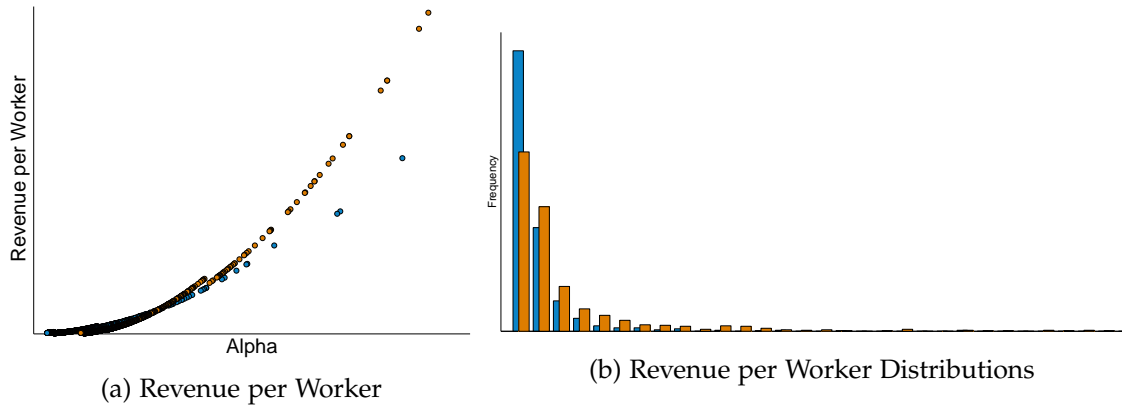 Revenue per Worker
Alpha
(a) Revenue per Worker
Frequency
(b) Revenue per Worker Distributions